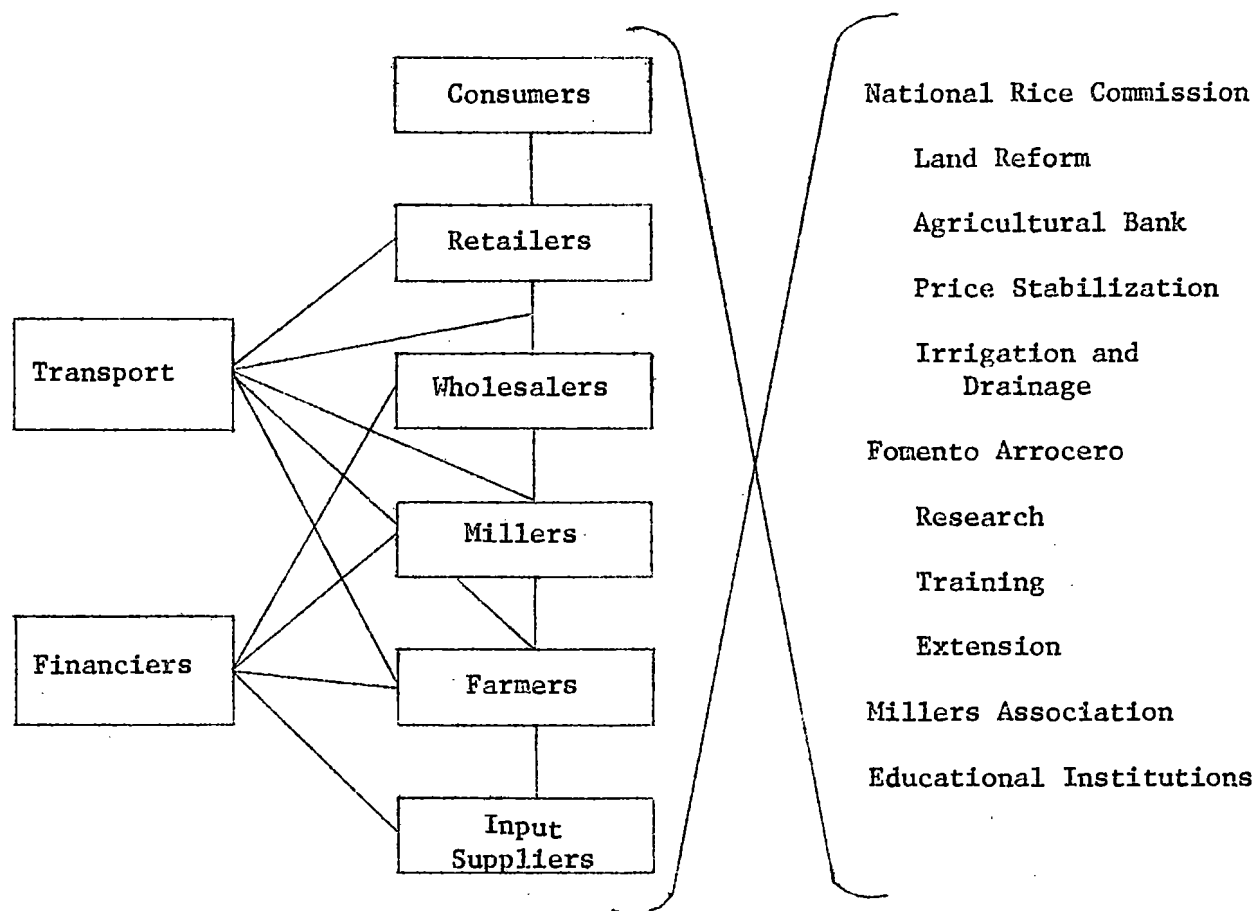 Consumers
Retailers
Transport
Wholesalers
Millers
Financiers
Farmers
Input
Suppliers
National Rice Commission
Land Reform
Agricultural Bank
Price Stabilization
Irrigation and
Drainage
Fomento Arrocero
Research
Training
Extension
Millers Association
Educational Institutions